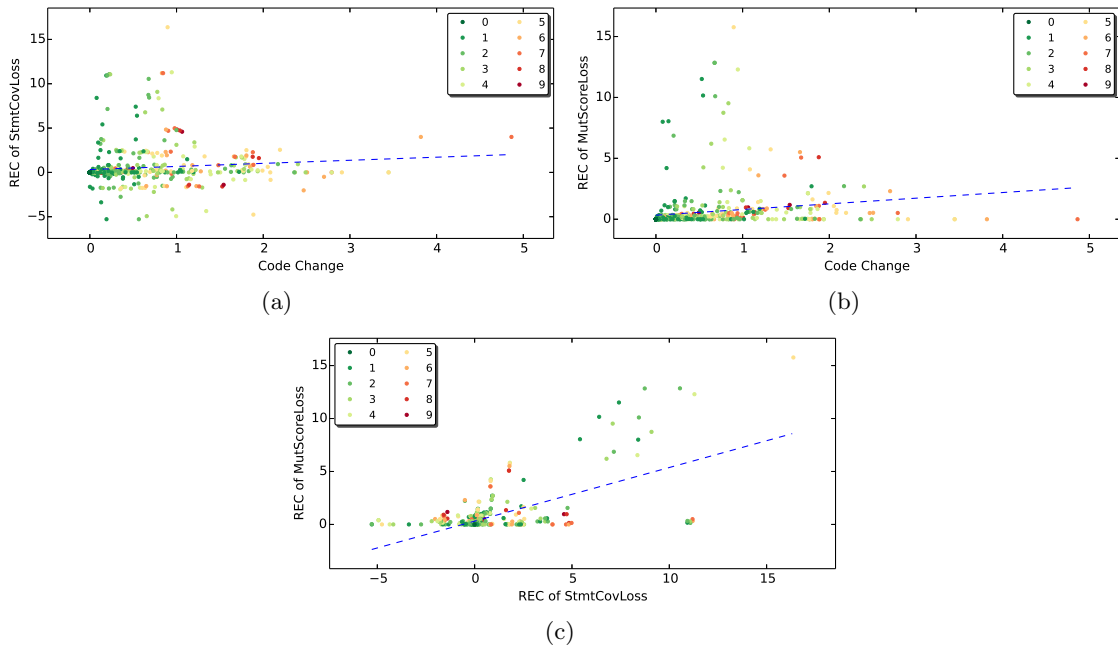 REC of StmtCovLoss
15
10
5
0
−5
0 1 2 3 4 5
Code Change
0 5
1 6
2 7
3 8
4 9
(a)
REC of MutScoreLoss
15
10
5
0
0 1 2 3 4 5
Code Change
0 5
1 6
2 7
3 8
4 9
(b)
REC of MutScoreLoss
15
10
5
0
−5 0 5 10 15
REC of StmtCovLoss
0 5
1 6
2 7
3 8
4 9
(c)